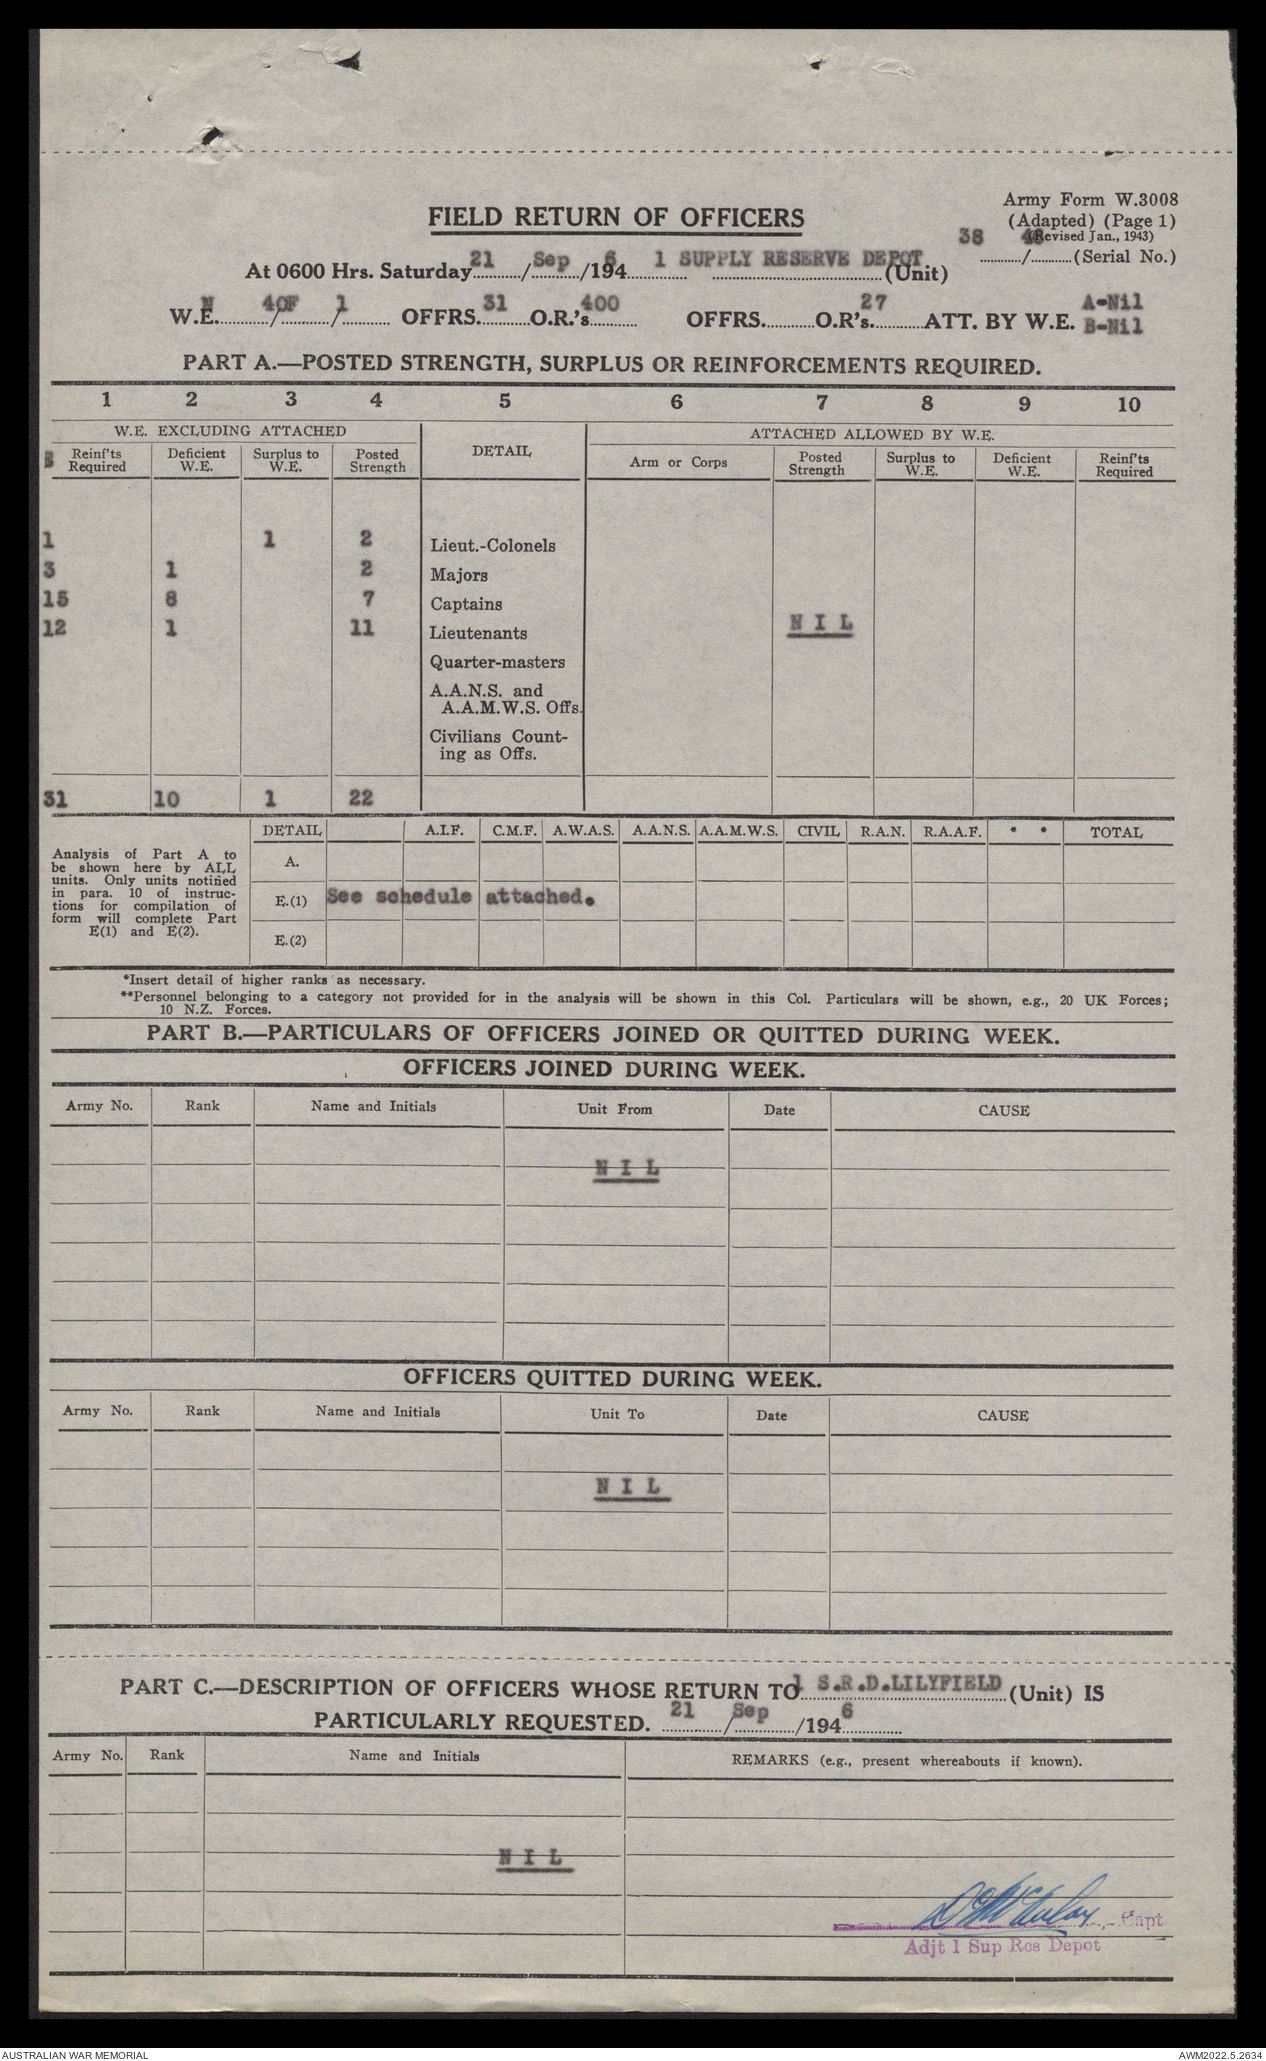 Army Form W.3008
FIELD RETURN OF OFFICERS
(Adapted) (Page 1)
(Revised Jan., 1943)
38
At 0600 Hrs. Saturday 21 / Sep /194 6 1 SUPPLY RESERVE DEPOT (Unit) ........../.......... (Serial No.)
W.E. N / 40F / 1 OFFRS. 31 O.R.'s 400 OFFRS. ............ O.R's. 27 ATT. BY W.E. A-Nil
B-Nil
PART A.—POSTED STRENGTH, SURPLUS OR REINFORCEMENTS REQUIRED.
1 2 3 4 5 6 7 8 9 10
W.E. EXCLUDING ATTACHED DETAIL ATTACHED ALLOWED BY W.E.
Reinf'ts Required Deficient W.E. Surplus to W.E. Posted Strength Arm or Corps Posted Strength Surplus to W.E. Deficient W.E. Reinf'ts Required
1 1 2 Lieut.-Colonels
3 1 2 Majors
15 8 7 Captains
12 1 11 Lieutenants N I L
Quarter-masters
A.A.N.S. and
A.A.M.W.S. Offs.
Civilians Count-
ing as Offs.
31 10 1 22
DETAIL A.I.F. C.M.F. A.W.A.S. A.A.N.S. A.A.M.W.S. CIVIL R.A.N. R.A.A.F. * * TOTAL
Analysis of Part A to
be shown here by ALL
units. Only units notified
in para. 10 of instruc-
tions for compilation of
form will complete Part
E(1) and E(2).
A.
E.(1) See schedule attached.
E.(2)
*Insert detail of higher ranks as necessary.
**Personnel belonging to a category not provided for in the analysis will be shown in this Col. Particulars will be shown, e.g., 20 UK Forces;
10 N.Z. Forces.
PART B.—PARTICULARS OF OFFICERS JOINED OR QUITTED DURING WEEK.
OFFICERS JOINED DURING WEEK.
Army No. Rank Name and Initials Unit From Date CAUSE
N I L
OFFICERS QUITTED DURING WEEK.
Army No. Rank Name and Initials Unit To Date CAUSE
N I L
PART C.—DESCRIPTION OF OFFICERS WHOSE RETURN TO 1 S.R.D.LILYFIELD (Unit) IS
PARTICULARLY REQUESTED. 21 / Sep /194 6
Army No. Rank Name and Initials REMARKS (e.g., present whereabouts if known).
N I L
Capt
Adjt 1 Sup Res Depot
AUSTRALIAN WAR MEMORIAL AWM2022.5.2634